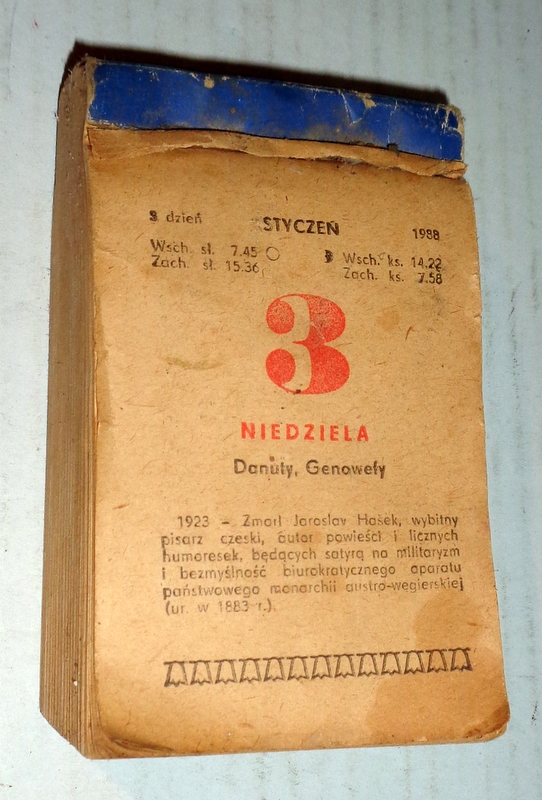 3 dzień STYCZEŃ 1988
Wsch. sł. 7.45 Wsch. ks. 14.22
Zach. sł. 15.36 Zach. ks. 7.58
3
NIEDZIELA
Danuty, Genowefy
1923 – Zmarł Jaroslav Hašek, wybitny
pisarz czeski, autor powieści i licznych
humoresek, będących satyrą na militaryzm
i bezmyślność biurokratycznego aparatu
państwowego monarchii austro-węgierskiej
(ur. w 1883 r.).